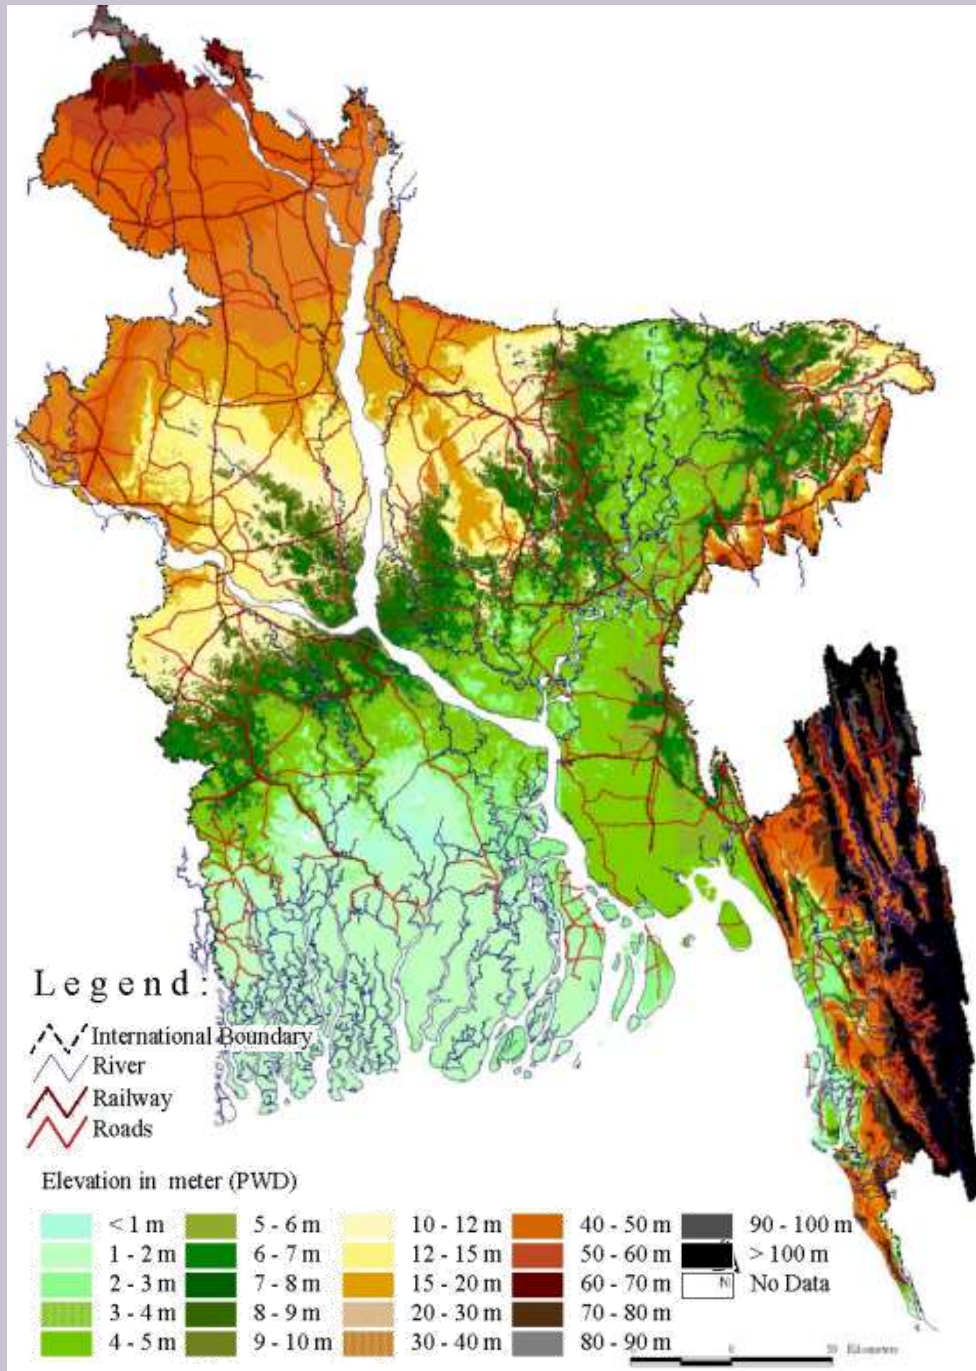 Legend :
International Boundary
River
Railway
Roads
Elevation in meter (PWD)
< 1 m
1 - 2 m
2 - 3 m
3 - 4 m
4 - 5 m
5 - 6 m
6 - 7 m
7 - 8 m
8 - 9 m
9 - 10 m
10 - 12 m
12 - 15 m
15 - 20 m
20 - 30 m
30 - 40 m
40 - 50 m
50 - 60 m
60 - 70 m
70 - 80 m
80 - 90 m
90 - 100 m
> 100 m
N
No Data
0
Kilometers